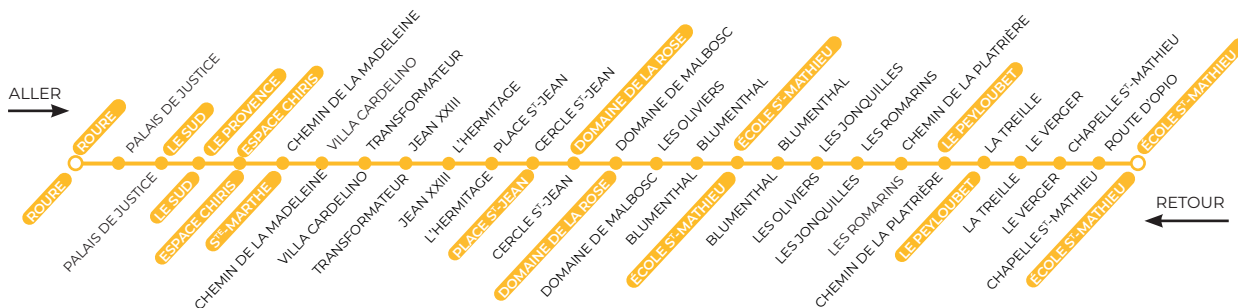 ALLER
ROURE
PALAIS DE JUSTICE
LE SUD
LE PROVENCE
ESPACE CHIRIS
CHEMIN DE LA MADELEINE
VILLA CARDELINO
TRANSFORMATEUR
JEAN XXIII
L'HERMITAGE
PLACE ST-JEAN
CERCLE ST-JEAN
DOMAINE DE LA ROSE
DOMAINE DE MALBOSC
LES OLIVIERS
BLUMENTHAL
ÉCOLE ST-MATHIEU
BLUMENTHAL
LES JONQUILLES
LES ROMARINS
CHEMIN DE LA PLATRIÈRE
LE PEYLOUBET
LA TREILLE
LE VERGER
CHAPELLE ST-MATHIEU
ROUTE D'OPIO
ÉCOLE ST-MATHIEU
ROURE
PALAIS DE JUSTICE
LE SUD
ESPACE CHIRIS
STE-MARTHE
CHEMIN DE LA MADELEINE
VILLA CARDELINO
TRANSFORMATEUR
JEAN XXIII
L'HERMITAGE
PLACE ST-JEAN
CERCLE ST-JEAN
DOMAINE DE LA ROSE
DOMAINE DE MALBOSC
BLUMENTHAL
ÉCOLE ST-MATHIEU
BLUMENTHAL
LES OLIVIERS
LES JONQUILLES
LES ROMARINS
CHEMIN DE LA PLATRIÈRE
LE PEYLOUBET
LA TREILLE
LE VERGER
CHAPELLE ST-MATHIEU
ÉCOLE ST-MATHIEU
RETOUR